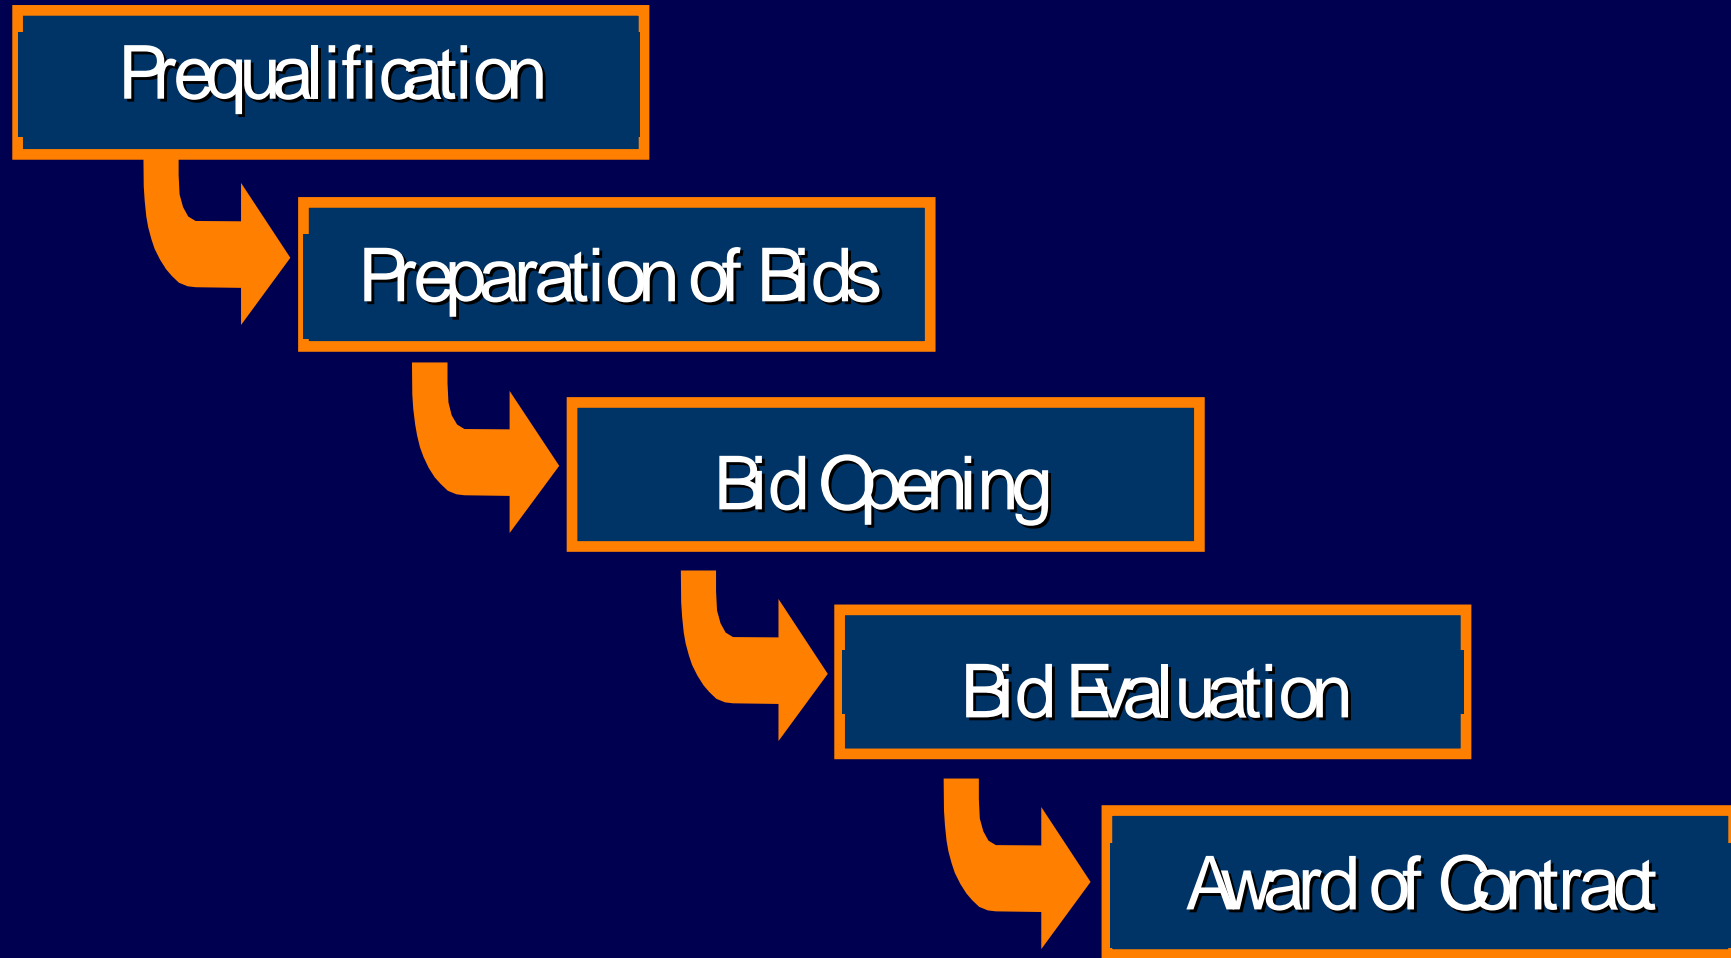 Prequalification
Preparation of Bids
Bid Opening
Bid Evaluation
Award of Contract